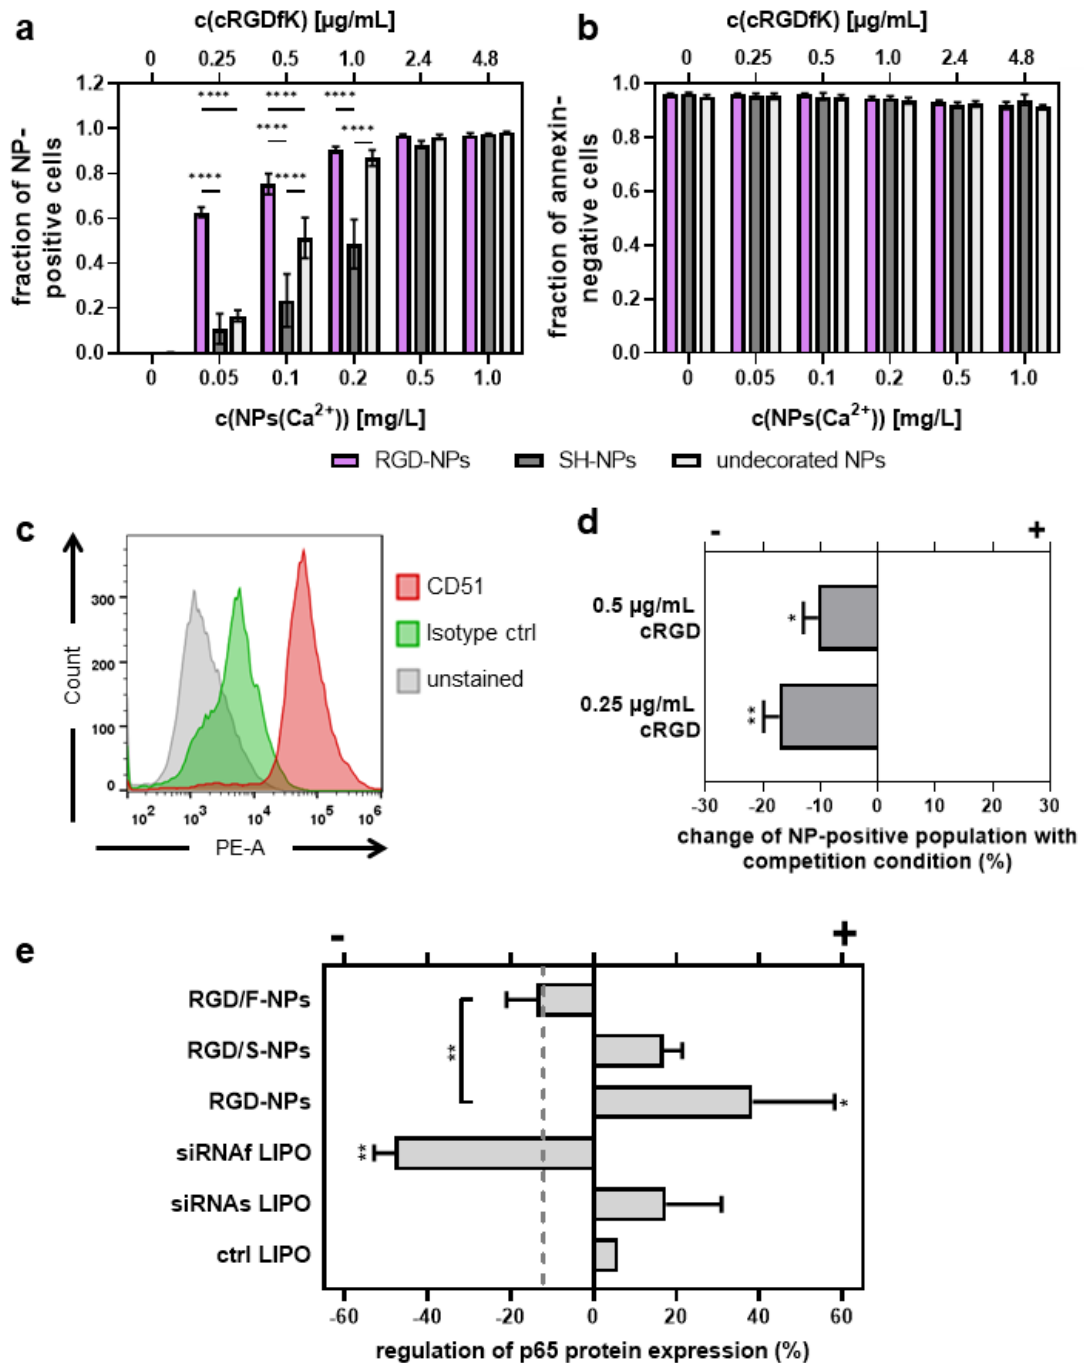 a
c(cRGDfK) [µg/mL]
0 0.25 0.5 1.0 2.4 4.8
1.2
1.0
0.8
0.6
0.4
0.2
0.0
fraction of NP-
positive cells
**** ****
****
**** ****
**** ****
0 0.05 0.1 0.2 0.5 1.0
c(NPs(Ca²⁺)) [mg/L]
b
c(cRGDfK) [µg/mL]
0 0.25 0.5 1.0 2.4 4.8
1.0
0.8
0.6
0.4
0.2
0.0
fraction of annexin-
negative cells
0 0.05 0.1 0.2 0.5 1.0
c(NPs(Ca²⁺)) [mg/L]
RGD-NPs SH-NPs undecorated NPs
c
Count
300
200
100
0
10² 10³ 10⁴ 10⁵ 10⁶
PE-A
CD51
Isotype ctrl
unstained
d
- +
0.5 µg/mL
cRGD
*
0.25 µg/mL
cRGD
**
-30 -20 -10 0 10 20 30
change of NP-positive population with
competition condition (%)
e
- +
RGD/F-NPs
RGD/S-NPs
**
RGD-NPs
*
siRNAf LIPO
**
siRNAs LIPO
ctrl LIPO
-60 -40 -20 0 20 40 60
regulation of p65 protein expression (%)